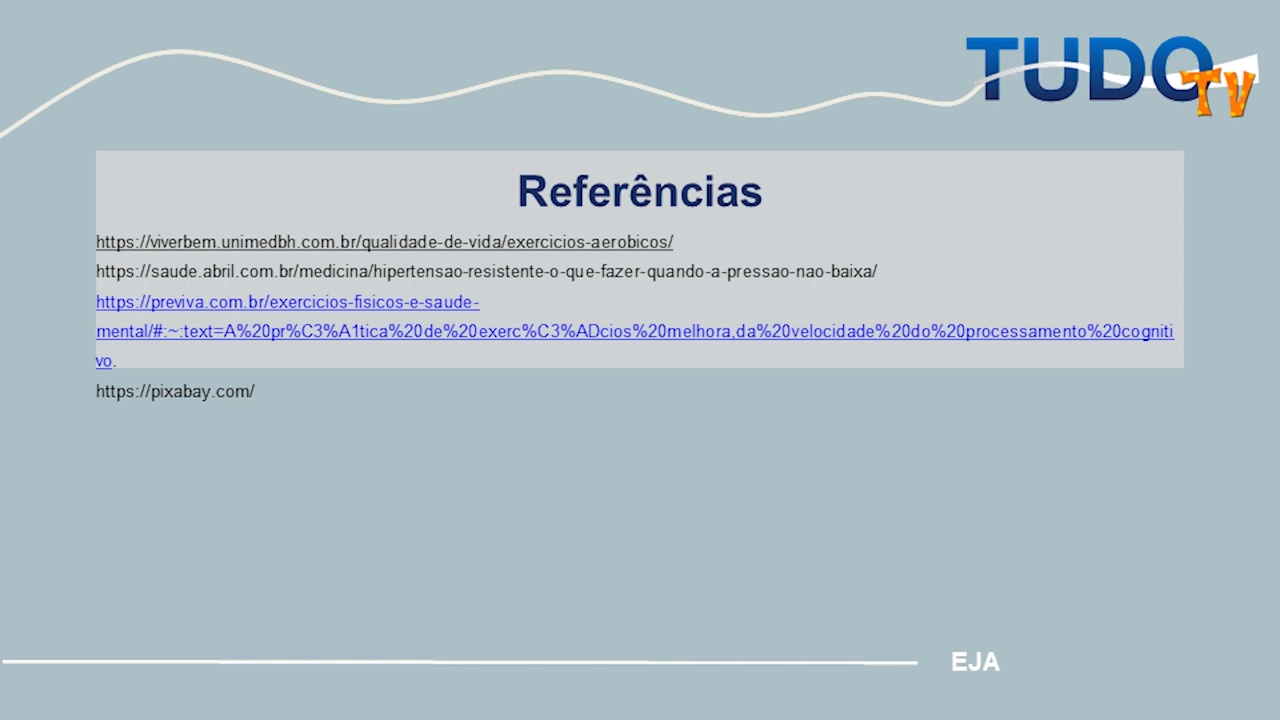 TUDO
TV
Referências
https://viverbem.unimedbh.com.br/qualidade-de-vida/exercicios-aerobicos/
https://saude.abril.com.br/medicina/hipertensao-resistente-o-que-fazer-quando-a-pressao-nao-baixa/
https://previva.com.br/exercicios-fisicos-e-saude-
mental/#:~:text=A%20pr%C3%A1tica%20de%20exerc%C3%ADcios%20melhora,da%20velocidade%20do%20processamento%20cogniti
vo.
https://pixabay.com/
EJA